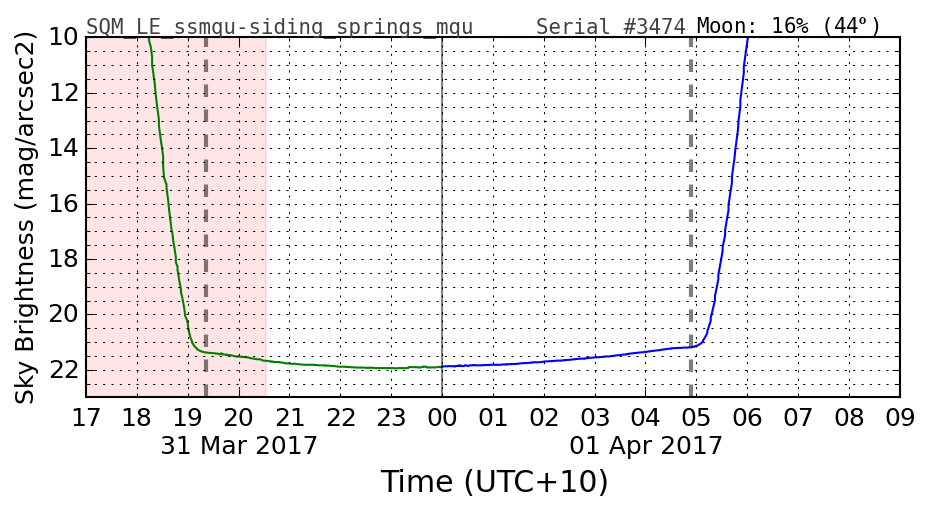 SQM_LE_ssmqu-siding_springs_mqu Serial #3474 Moon: 16% (44°)
Sky Brightness (mag/arcsec2)
10
12
14
16
18
20
22
17 18 19 20 21 22 23 00 01 02 03 04 05 06 07 08 09
31 Mar 2017 01 Apr 2017
Time (UTC+10)